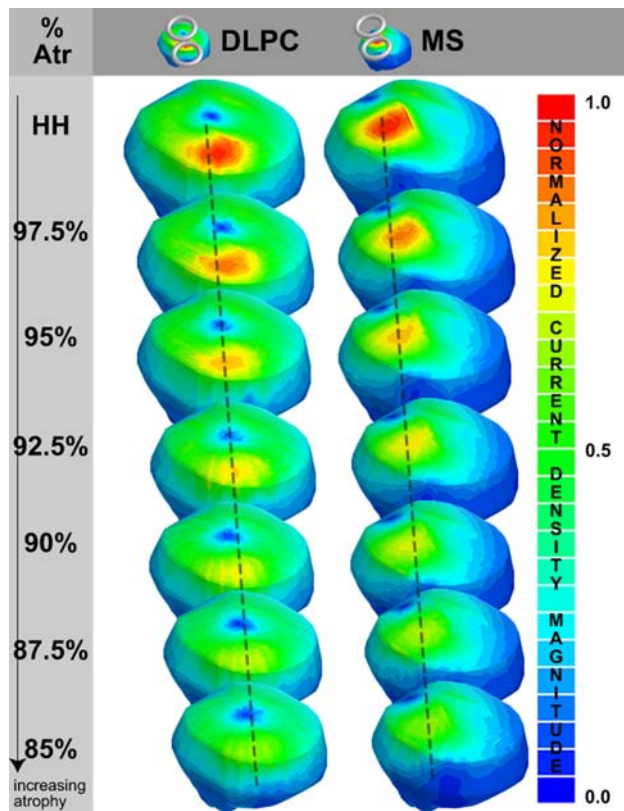 %
Atr
DLPC
MS
HH
97.5%
95%
92.5%
90%
87.5%
85%
increasing
atrophy
1.0
0.5
0.0
NORMALIZED CURRENT DENSITY MAGNITUDE